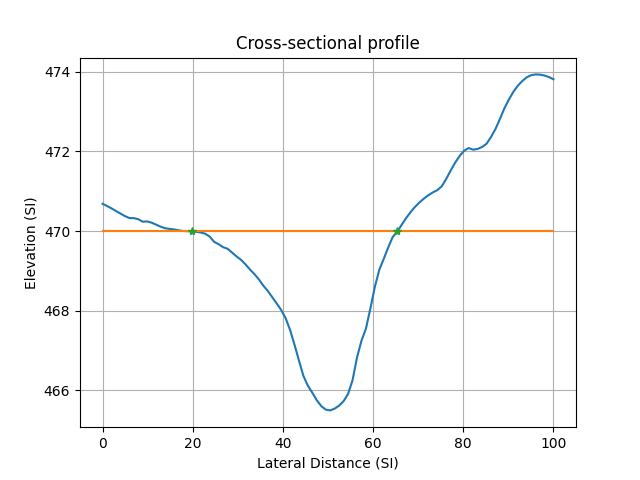 Cross-sectional profile
Elevation (SI)
474
472
470
468
466
0 20 40 60 80 100
Lateral Distance (SI)